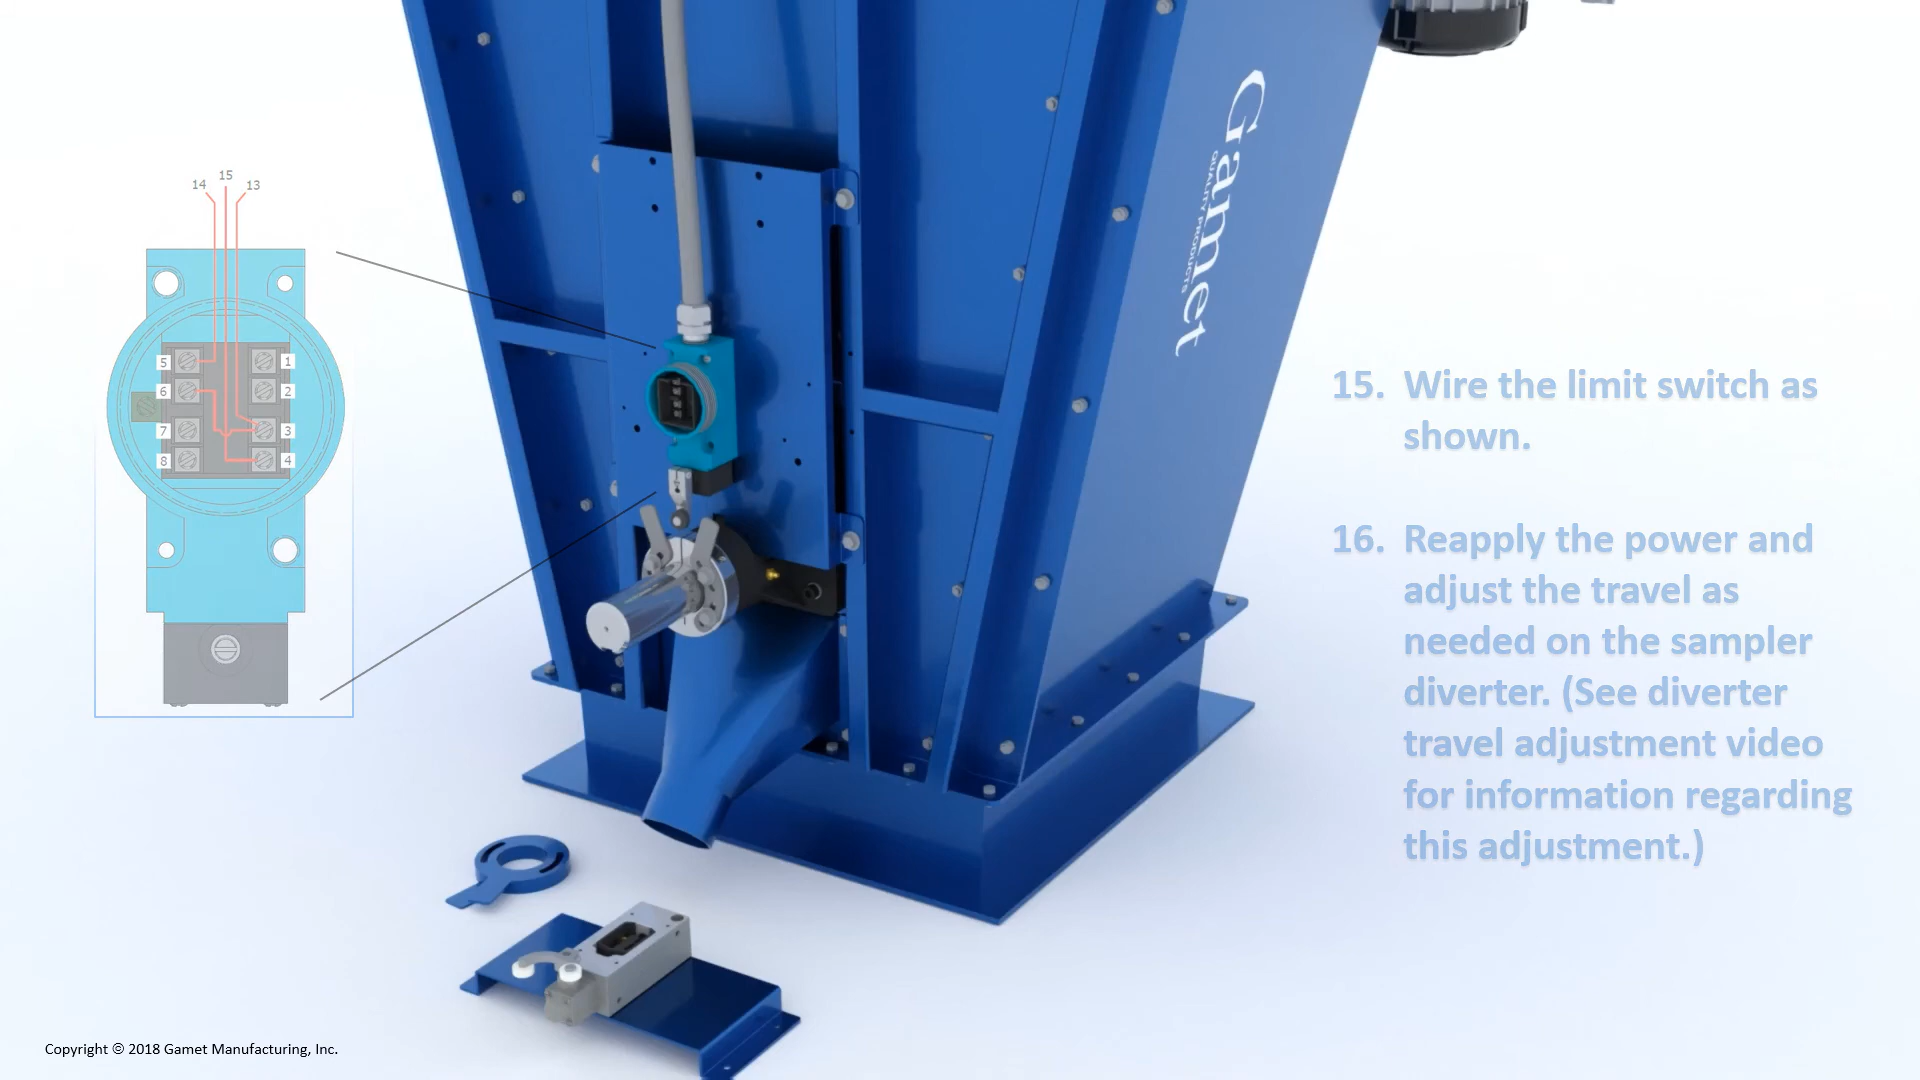 14 15 13
5 1
6 2
7 3
8 4
Gamet
QUALITY PRODUCTS
15. Wire the limit switch as
shown.
16. Reapply the power and
adjust the travel as
needed on the sampler
diverter. (See diverter
travel adjustment video
for information regarding
this adjustment.)
Copyright © 2018 Gamet Manufacturing, Inc.